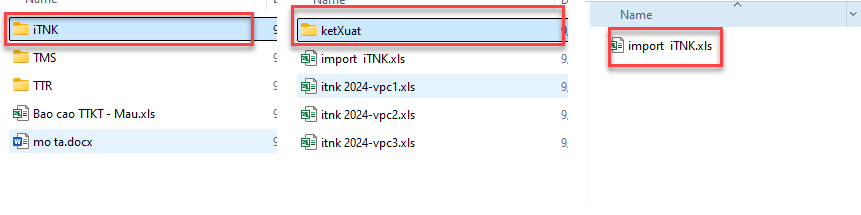 Name
iTNK
TMS
TTR
Bao cao TTKT - Mau.xls
mo ta.docx
ketXuat
import iTNK.xls
itnk 2024-vpc1.xls
itnk 2024-vpc2.xls
itnk 2024-vpc3.xls
Name
import iTNK.xls